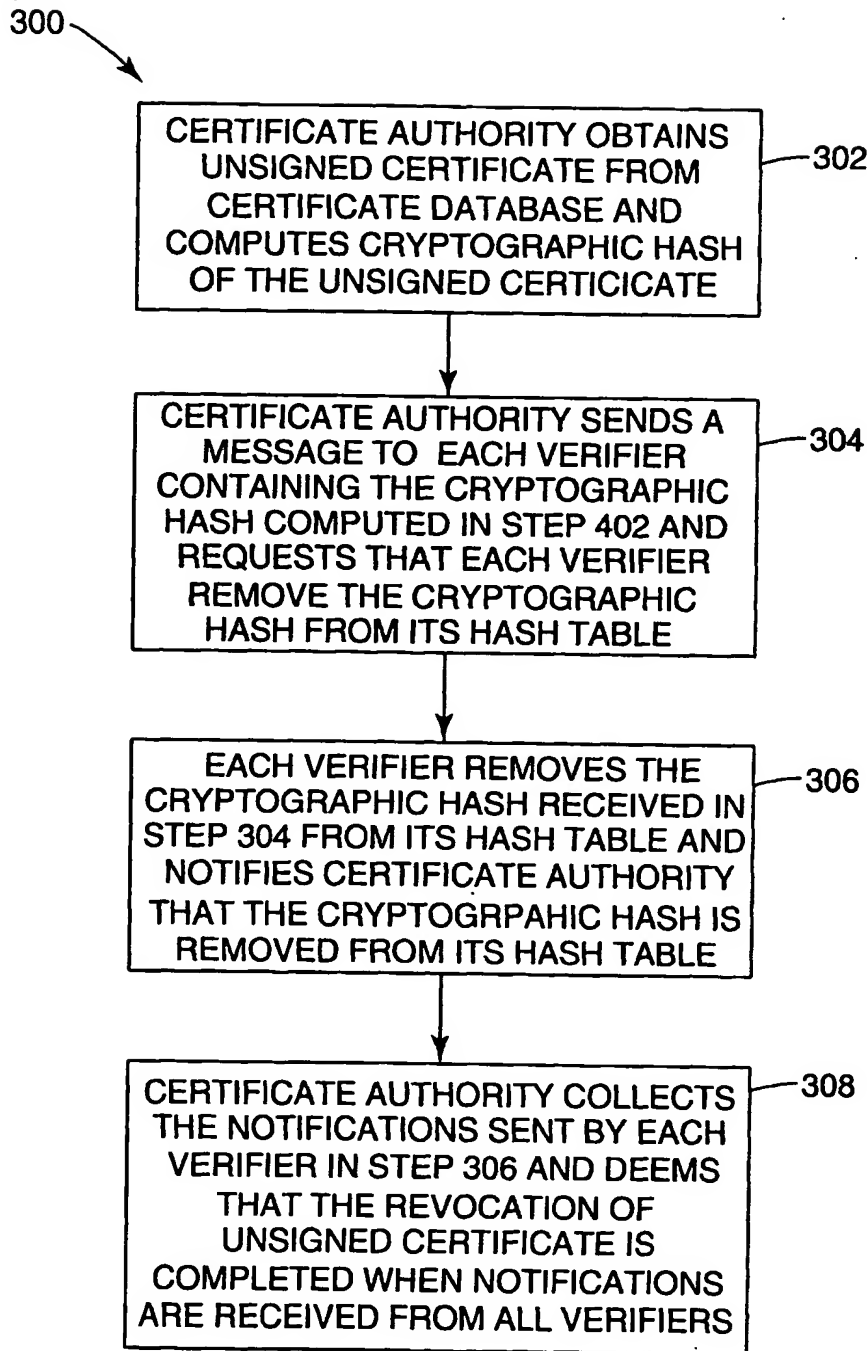 300
CERTIFICATE AUTHORITY OBTAINS
UNSIGNED CERTIFICATE FROM
CERTIFICATE DATABASE AND
COMPUTES CRYPTOGRAPHIC HASH
OF THE UNSIGNED CERTICICATE
302
CERTIFICATE AUTHORITY SENDS A
MESSAGE TO EACH VERIFIER
CONTAINING THE CRYPTOGRAPHIC
HASH COMPUTED IN STEP 402 AND
REQUESTS THAT EACH VERIFIER
REMOVE THE CRYPTOGRAPHIC
HASH FROM ITS HASH TABLE
304
EACH VERIFIER REMOVES THE
CRYPTOGRAPHIC HASH RECEIVED IN
STEP 304 FROM ITS HASH TABLE AND
NOTIFIES CERTIFICATE AUTHORITY
THAT THE CRYPTOGRPAHIC HASH IS
REMOVED FROM ITS HASH TABLE
306
CERTIFICATE AUTHORITY COLLECTS
THE NOTIFICATIONS SENT BY EACH
VERIFIER IN STEP 306 AND DEEMS
THAT THE REVOCATION OF
UNSIGNED CERTIFICATE IS
COMPLETED WHEN NOTIFICATIONS
ARE RECEIVED FROM ALL VERIFIERS
308